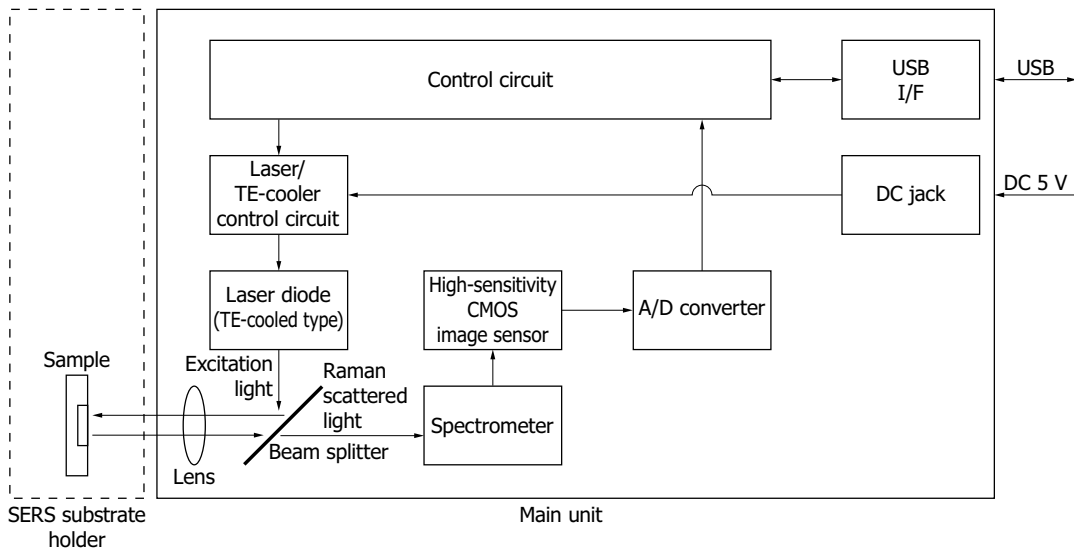 Control circuit
USB
I/F
USB
Laser/
TE-cooler
control circuit
DC jack
DC 5 V
Laser diode
(TE-cooled type)
High-sensitivity
CMOS
image sensor
A/D converter
Sample
Excitation
light
Raman
scattered
light
Spectrometer
Beam splitter
Lens
SERS substrate
holder
Main unit